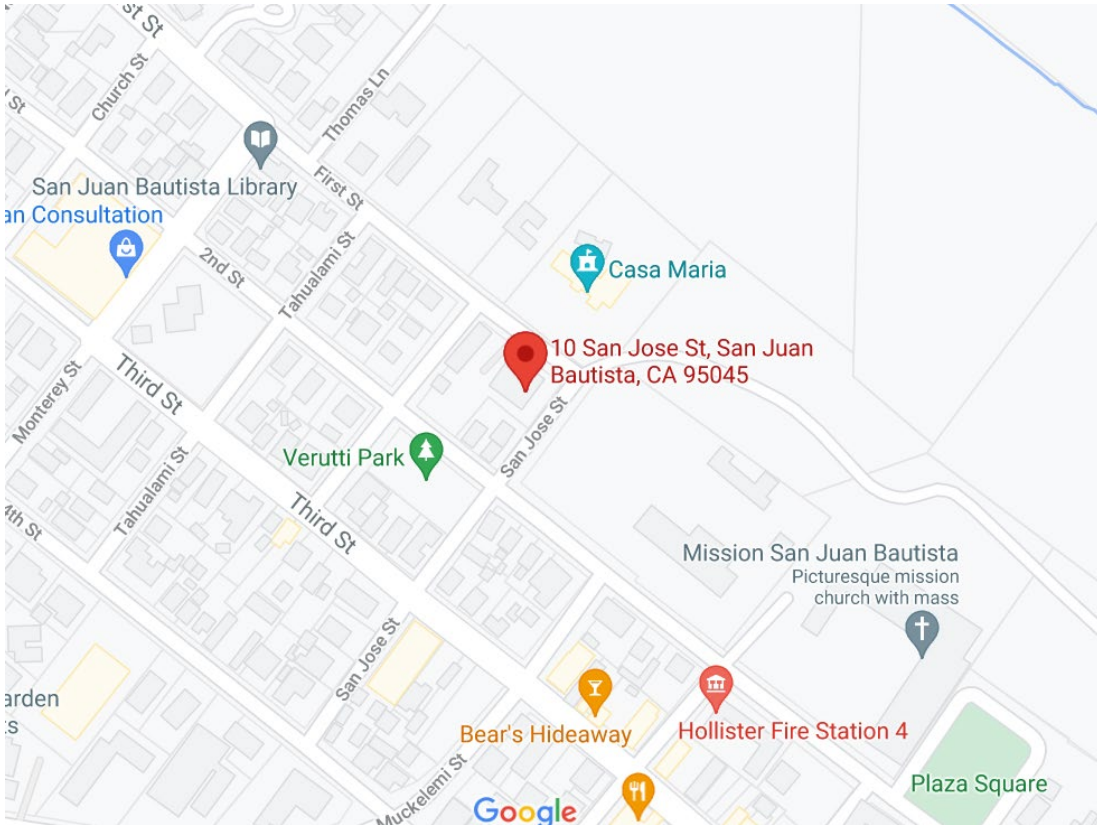 st St
Church St
Thomas Ln
St
San Juan Bautista Library
an Consultation
First St
2nd St
Tahualami St
Casa Maria
10 San Jose St, San Juan
Bautista, CA 95045
Third St
Monterey St
San Jose St
Verutti Park
Tahualami St
Third St
4th St
Mission San Juan Bautista
Picturesque mission
church with mass
San Jose St
arden
ts
Bear's Hideaway
Hollister Fire Station 4
Plaza Square
Muckelemi St
Google